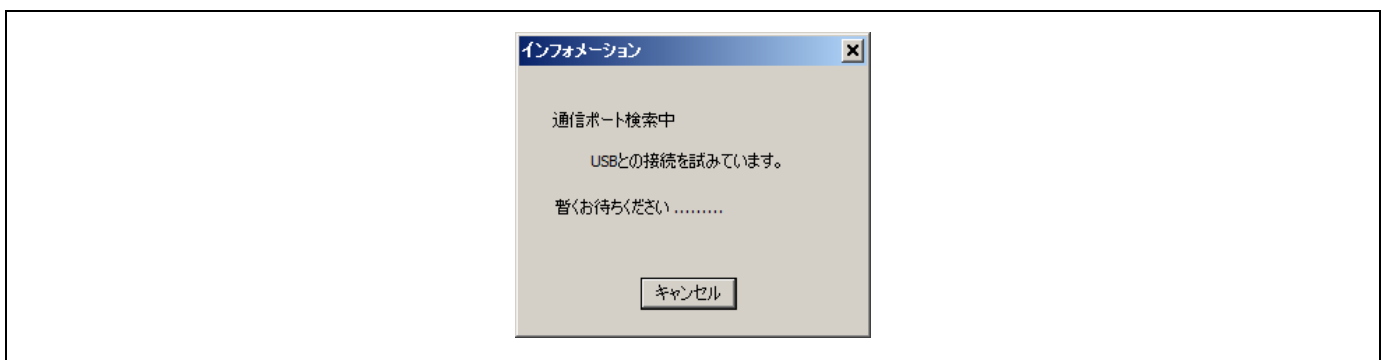 インフォメーション
通信ポート検索中
USBとの接続を試みています。
暫くお待ちください .........
キャンセル